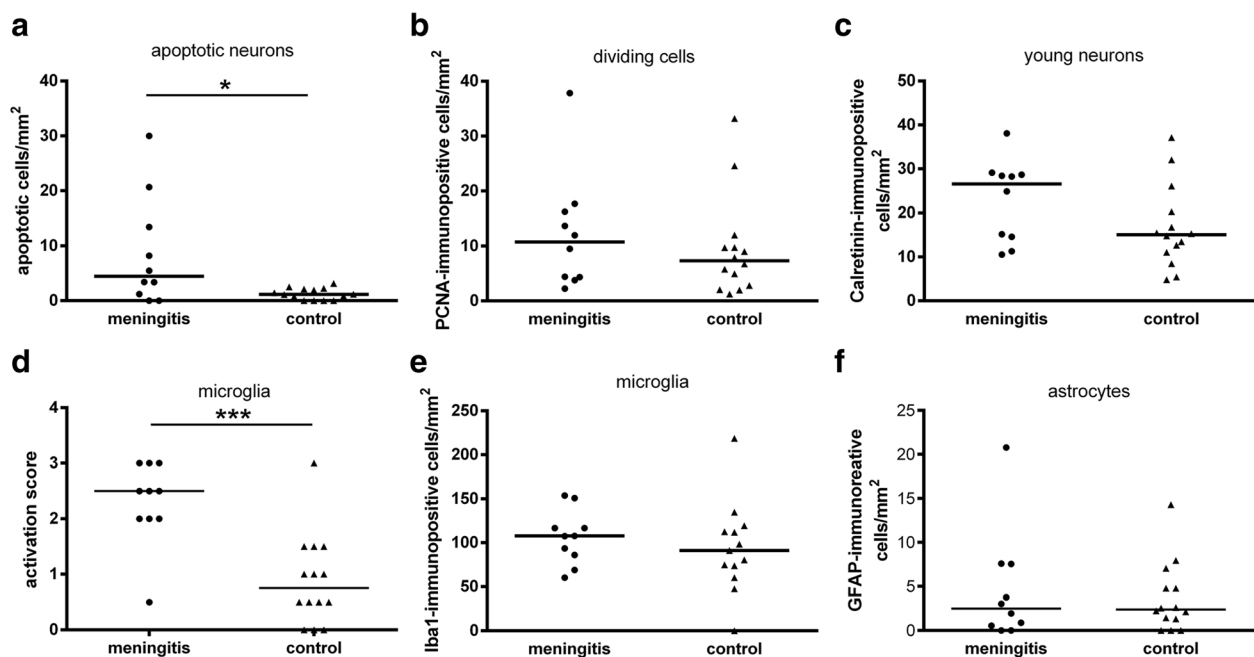 a
apoptotic neurons
apoptotic cells/mm²
40
30
20
10
0
*
meningitis
control
b
dividing cells
PCNA-immunopositive cells/mm²
40
30
20
10
0
meningitis
control
c
young neurons
Calretinin-immunopositive
cells/mm²
50
40
30
20
10
0
meningitis
control
d
microglia
activation score
4
3
2
1
0
***
meningitis
control
e
microglia
Iba1-immunopositive cells/mm²
250
200
150
100
50
0
meningitis
control
f
astrocytes
GFAP-immunoreative
cells/mm²
25
20
15
10
5
0
meningitis
control